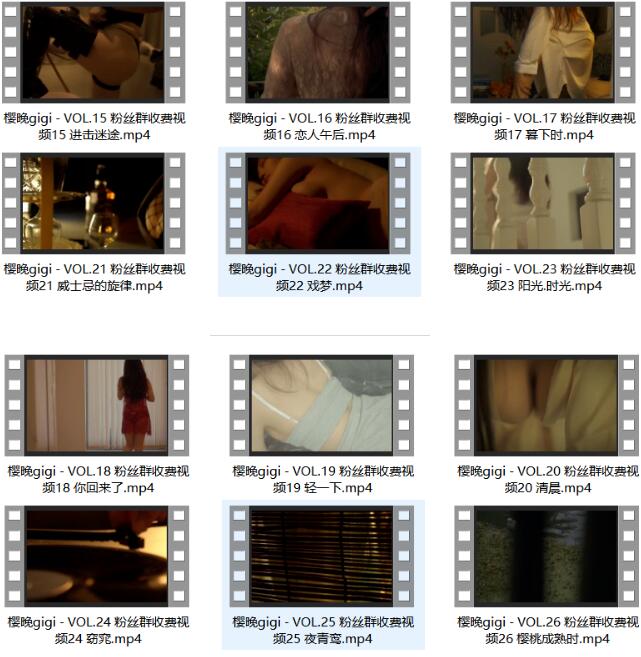 樱晚gigi - VOL.15 粉丝群收费视
频15 进击迷途.mp4
樱晚gigi - VOL.16 粉丝群收费视
频16 恋人午后.mp4
樱晚gigi - VOL.17 粉丝群收费视
频17 暮下时.mp4
樱晚gigi - VOL.21 粉丝群收费视
频21 威士忌的旋律.mp4
樱晚gigi - VOL.22 粉丝群收费视
频22 戏梦.mp4
樱晚gigi - VOL.23 粉丝群收费视
频23 阳光.时光.mp4
樱晚gigi - VOL.18 粉丝群收费视
频18 你回来了.mp4
樱晚gigi - VOL.19 粉丝群收费视
频19 轻一下.mp4
樱晚gigi - VOL.20 粉丝群收费视
频20 清晨.mp4
樱晚gigi - VOL.24 粉丝群收费视
频24 窈窕.mp4
樱晚gigi - VOL.25 粉丝群收费视
频25 夜青鸾.mp4
樱晚gigi - VOL.26 粉丝群收费视
频26 樱桃成熟时.mp4